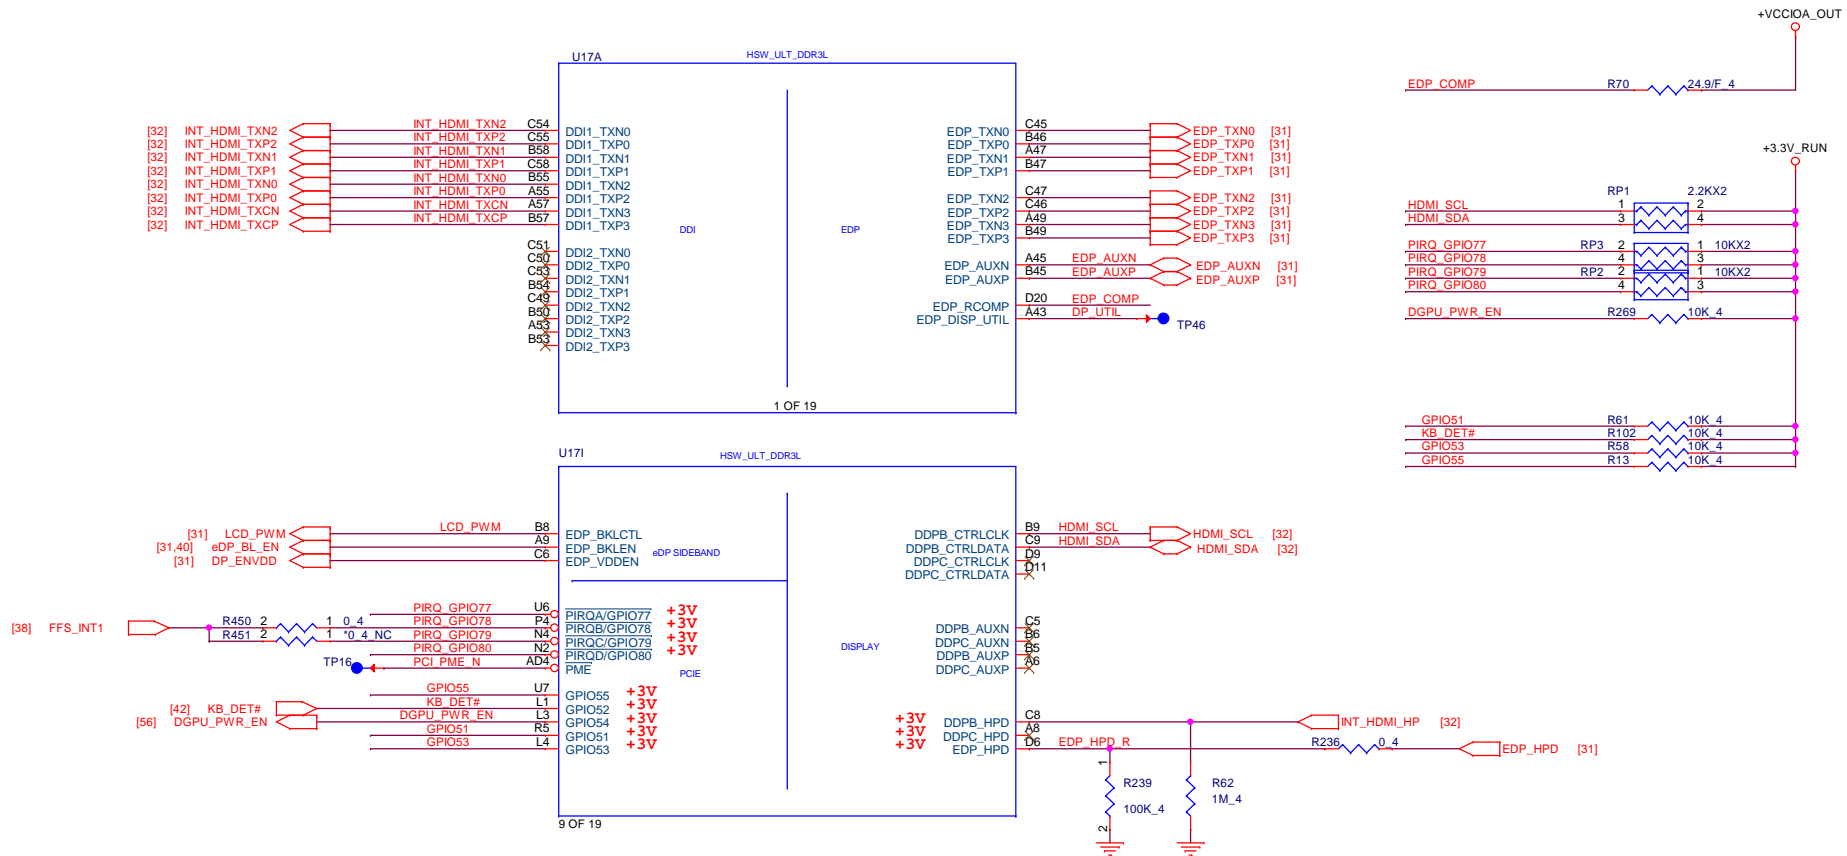 +VCCIOA_OUT
U17A
HSW_ULT_DDR3L
EDP_COMP R70 24.9/F_4
[32] INT_HDMI_TXN2 INT_HDMI_TXN2 C54 DDI1_TXN0
[32] INT_HDMI_TXP2 INT_HDMI_TXP2 C55 DDI1_TXP0
[32] INT_HDMI_TXN1 INT_HDMI_TXN1 B58 DDI1_TXN1
[32] INT_HDMI_TXP1 INT_HDMI_TXP1 C58 DDI1_TXP1
[32] INT_HDMI_TXN0 INT_HDMI_TXN0 B55 DDI1_TXN2
[32] INT_HDMI_TXP0 INT_HDMI_TXP0 A55 DDI1_TXP2
[32] INT_HDMI_TXCN INT_HDMI_TXCN A57 DDI1_TXN3
[32] INT_HDMI_TXCP INT_HDMI_TXCP B57 DDI1_TXP3
C51 DDI2_TXN0
C50 DDI2_TXP0
C53 DDI2_TXN1
B54 DDI2_TXP1
C49 DDI2_TXN2
B50 DDI2_TXP2
A53 DDI2_TXN3
B53 DDI2_TXP3
DDI
EDP
EDP_TXN0 C45 EDP_TXN0 [31]
EDP_TXP0 B46 EDP_TXP0 [31]
EDP_TXN1 A47 EDP_TXN1 [31]
EDP_TXP1 B47 EDP_TXP1 [31]
EDP_TXN2 C47 EDP_TXN2 [31]
EDP_TXP2 C46 EDP_TXP2 [31]
EDP_TXN3 A49 EDP_TXN3 [31]
EDP_TXP3 B49 EDP_TXP3 [31]
EDP_AUXN A45 EDP_AUXN EDP_AUXN [31]
EDP_AUXP B45 EDP_AUXP EDP_AUXP [31]
EDP_RCOMP D20 EDP_COMP
EDP_DISP_UTIL A43 DP_UTIL TP46
1 OF 19
+3.3V_RUN
RP1 2.2KX2
HDMI_SCL 1 2
HDMI_SDA 3 4
PIRQ_GPIO77 RP3 2 1 10KX2
PIRQ_GPIO78 4 3
PIRQ_GPIO79 RP2 2 1 10KX2
PIRQ_GPIO80 4 3
DGPU_PWR_EN R269 10K_4
GPIO51 R61 10K_4
KB_DET# R102 10K_4
GPIO53 R58 10K_4
GPIO55 R13 10K_4
U17I
HSW_ULT_DDR3L
[31] LCD_PWM LCD_PWM B8 EDP_BKLCTL
[31,40] eDP_BL_EN A9 EDP_BKLEN
[31] DP_ENVDD C6 EDP_VDDEN
eDP SIDEBAND
PIRQ_GPIO77 U6 PIRQA/GPIO77 +3V
[38] FFS_INT1 R450 2 1 0_4 PIRQ_GPIO78 P4 PIRQB/GPIO78 +3V
R451 2 1 *0_4_NC PIRQ_GPIO79 N4 PIRQC/GPIO79 +3V
PIRQ_GPIO80 N2 PIRQD/GPIO80 +3V
TP16 PCI_PME_N AD4 PME
PCIE
GPIO55 U7 GPIO55 +3V
[42] KB_DET# KB_DET# L1 GPIO52 +3V
[56] DGPU_PWR_EN DGPU_PWR_EN L3 GPIO54 +3V
GPIO51 R5 GPIO51 +3V
GPIO53 L4 GPIO53 +3V
DISPLAY
DDPB_CTRLCLK B9 HDMI_SCL HDMI_SCL [32]
DDPB_CTRLDATA C9 HDMI_SDA HDMI_SDA [32]
DDPC_CTRLCLK D9
DDPC_CTRLDATA D11
DDPB_AUXN C5
DDPC_AUXN B6
DDPB_AUXP B5
DDPC_AUXP A6
+3V DDPB_HPD C8 INT_HDMI_HP [32]
+3V DDPC_HPD A8
+3V EDP_HPD D6 EDP_HPD_R R236 0_4 EDP_HPD [31]
1 R239 100K_4 2
R62 1M_4
9 OF 19